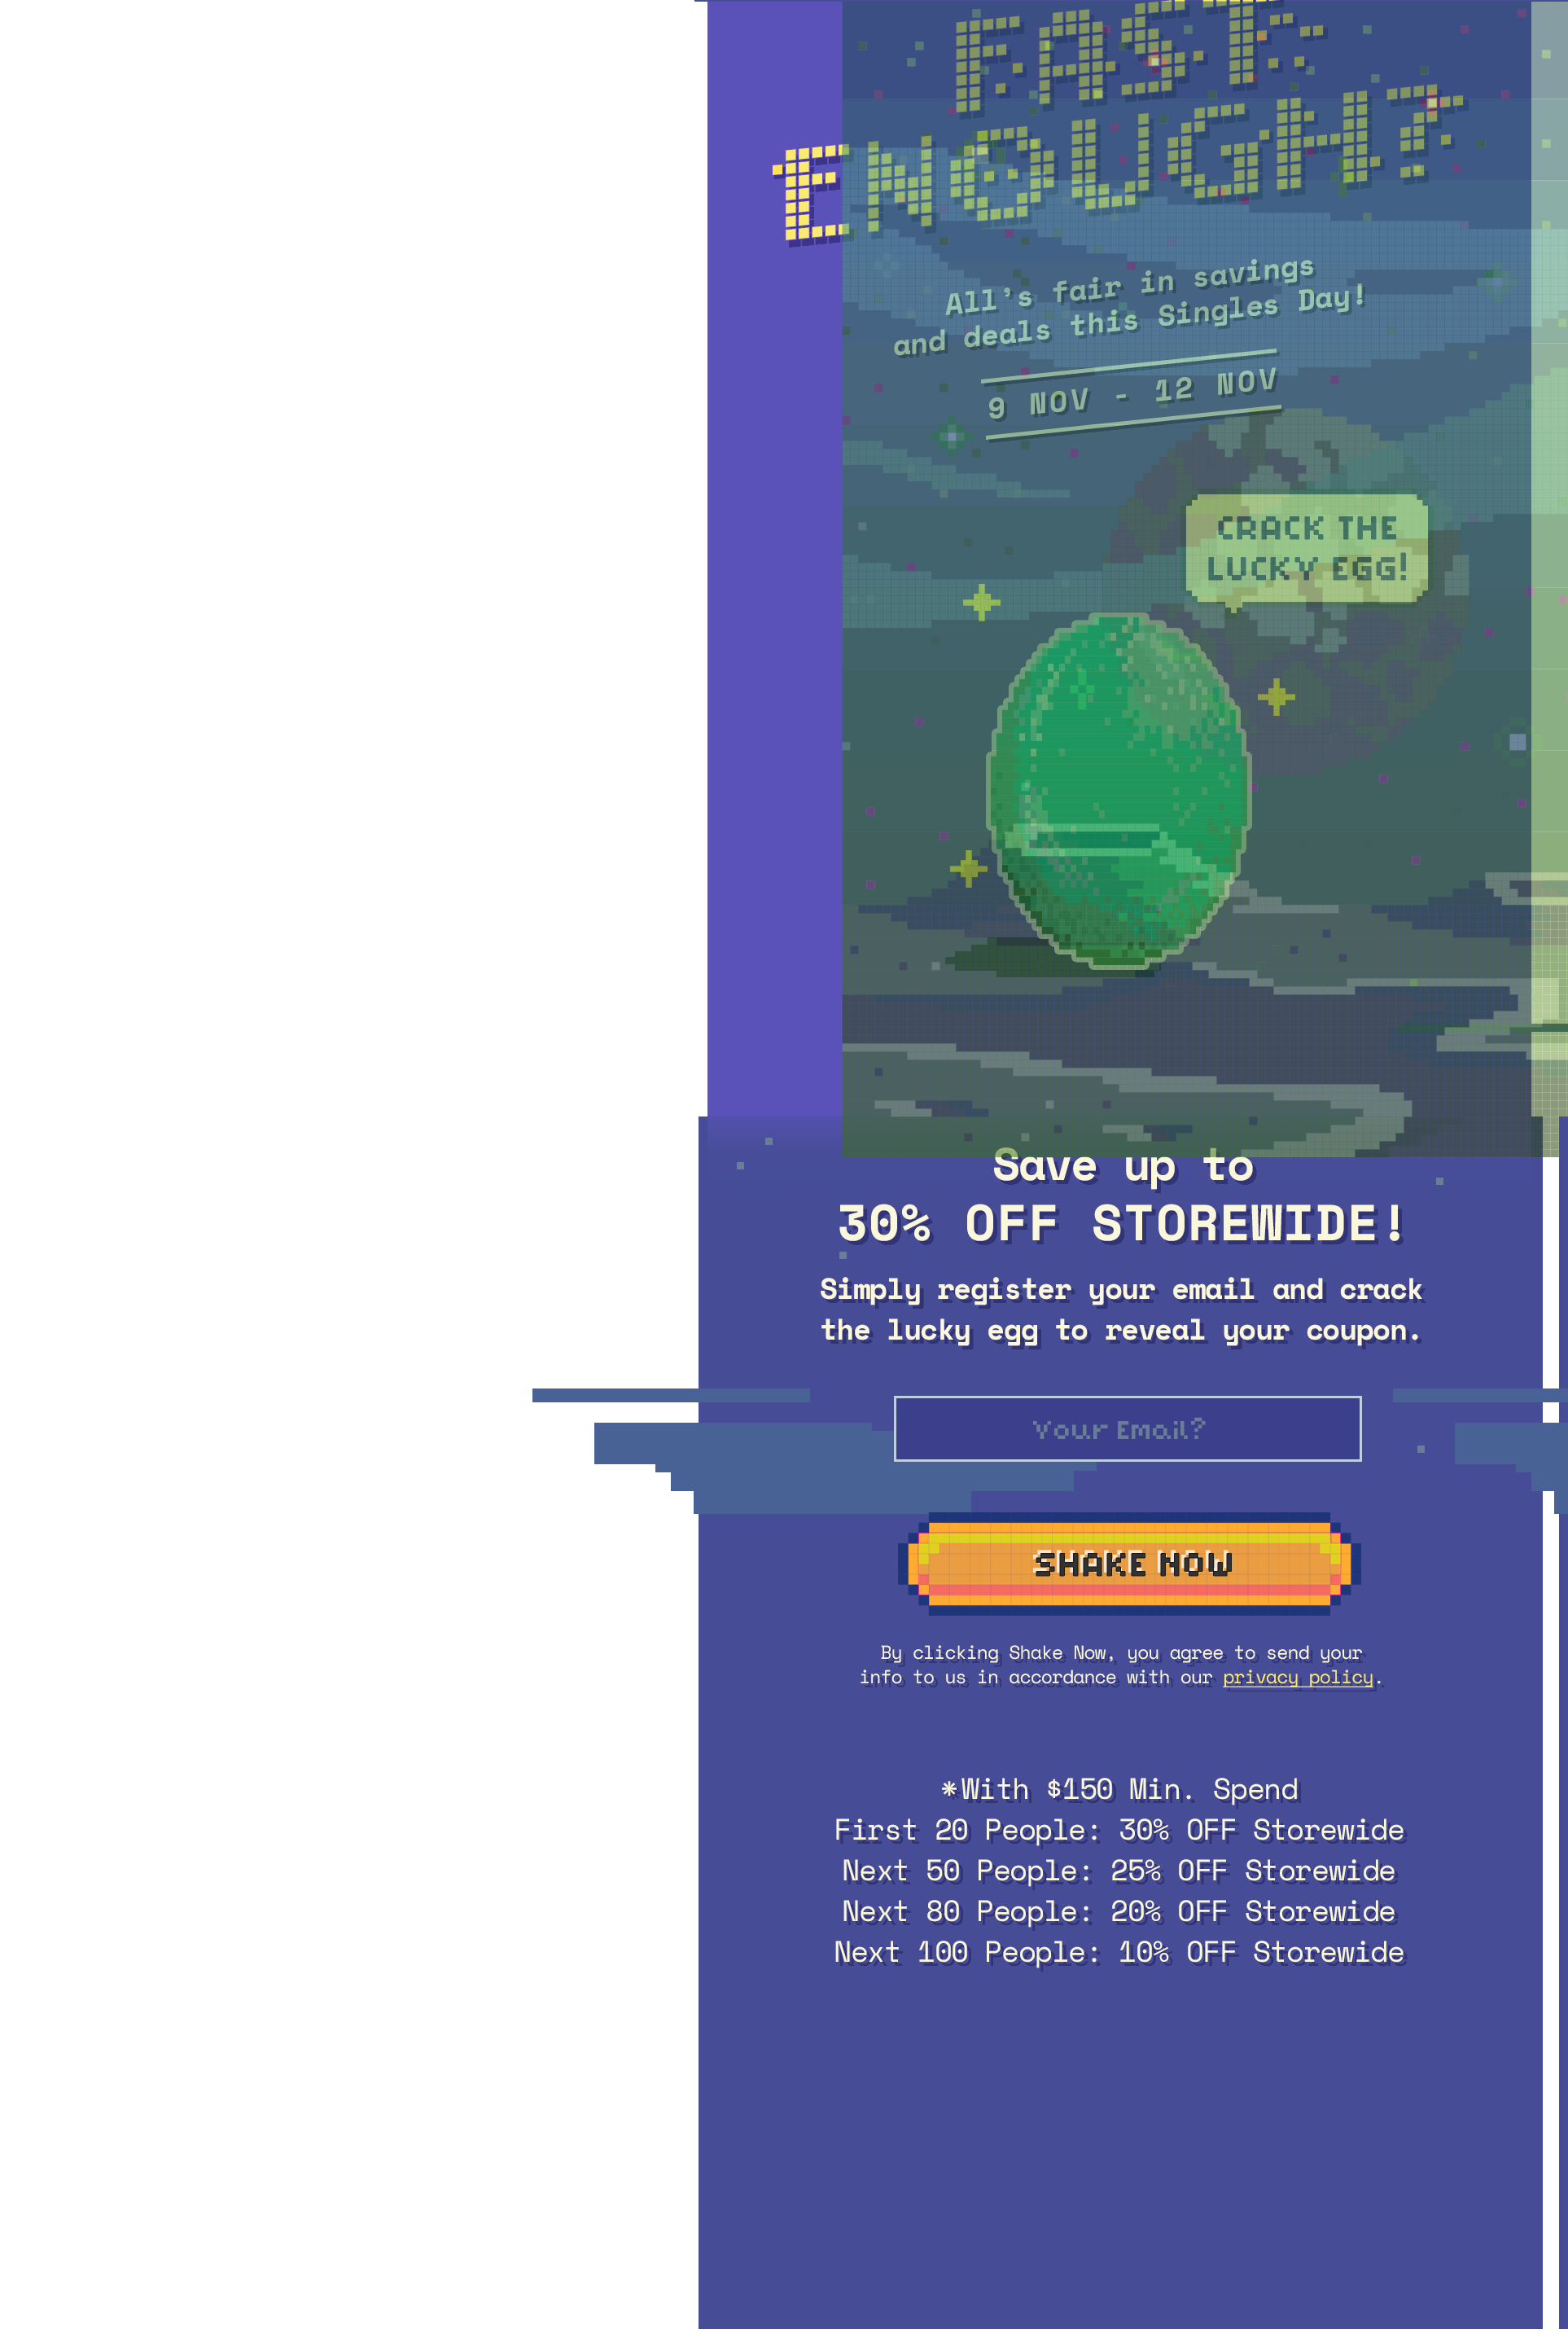 FAST
ENOUGH?
All's fair in savings
and deals this Singles Day!
9 NOV - 12 NOV
CRACK THE
LUCKY EGG!
Save up to
30% OFF STOREWIDE!
Simply register your email and crack
the lucky egg to reveal your coupon.
Your Email?
SHAKE NOW
By clicking Shake Now, you agree to send your
info to us in accordance with our privacy policy.
*With $150 Min. Spend
First 20 People: 30% OFF Storewide
Next 50 People: 25% OFF Storewide
Next 80 People: 20% OFF Storewide
Next 100 People: 10% OFF Storewide